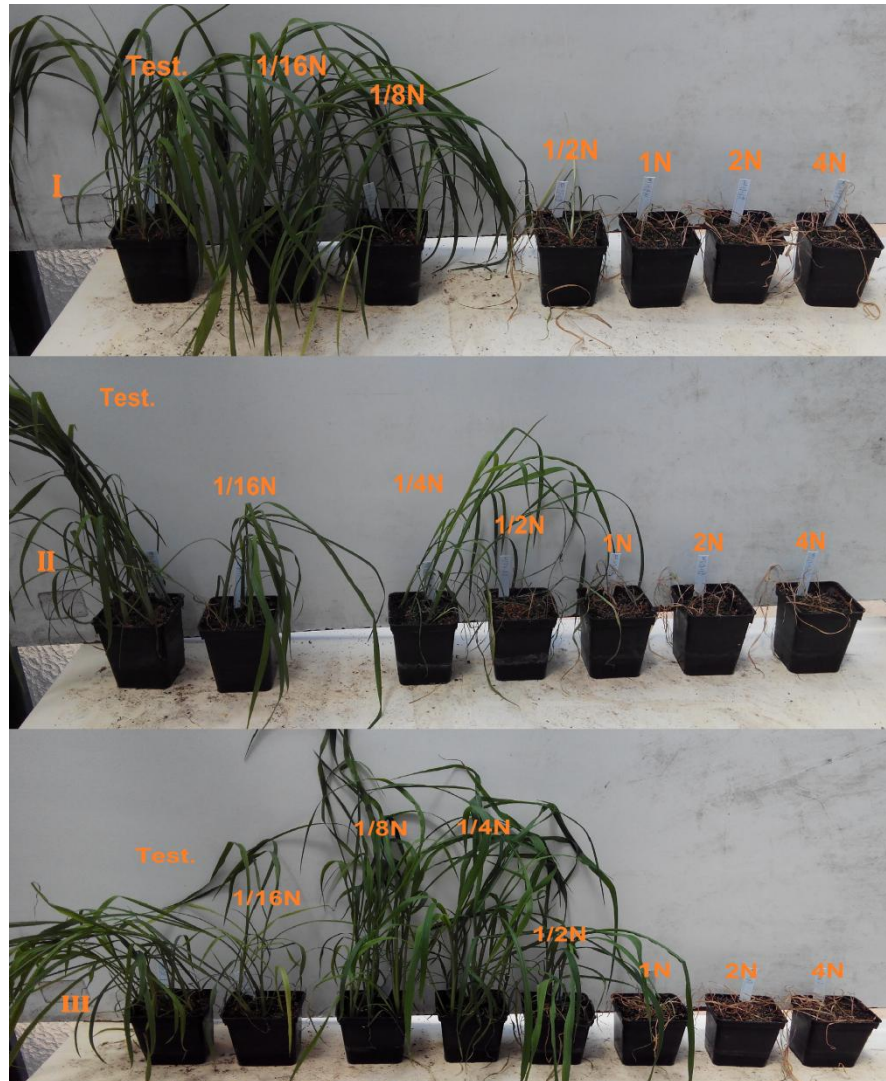 Test.
1/16N
1/8N
I
1/2N
1N
2N
4N
Test.
1/16N
1/4N
1/2N
II
1N
2N
4N
Test.
1/8N
1/4N
1/16N
1/2N
III
1N
2N
4N